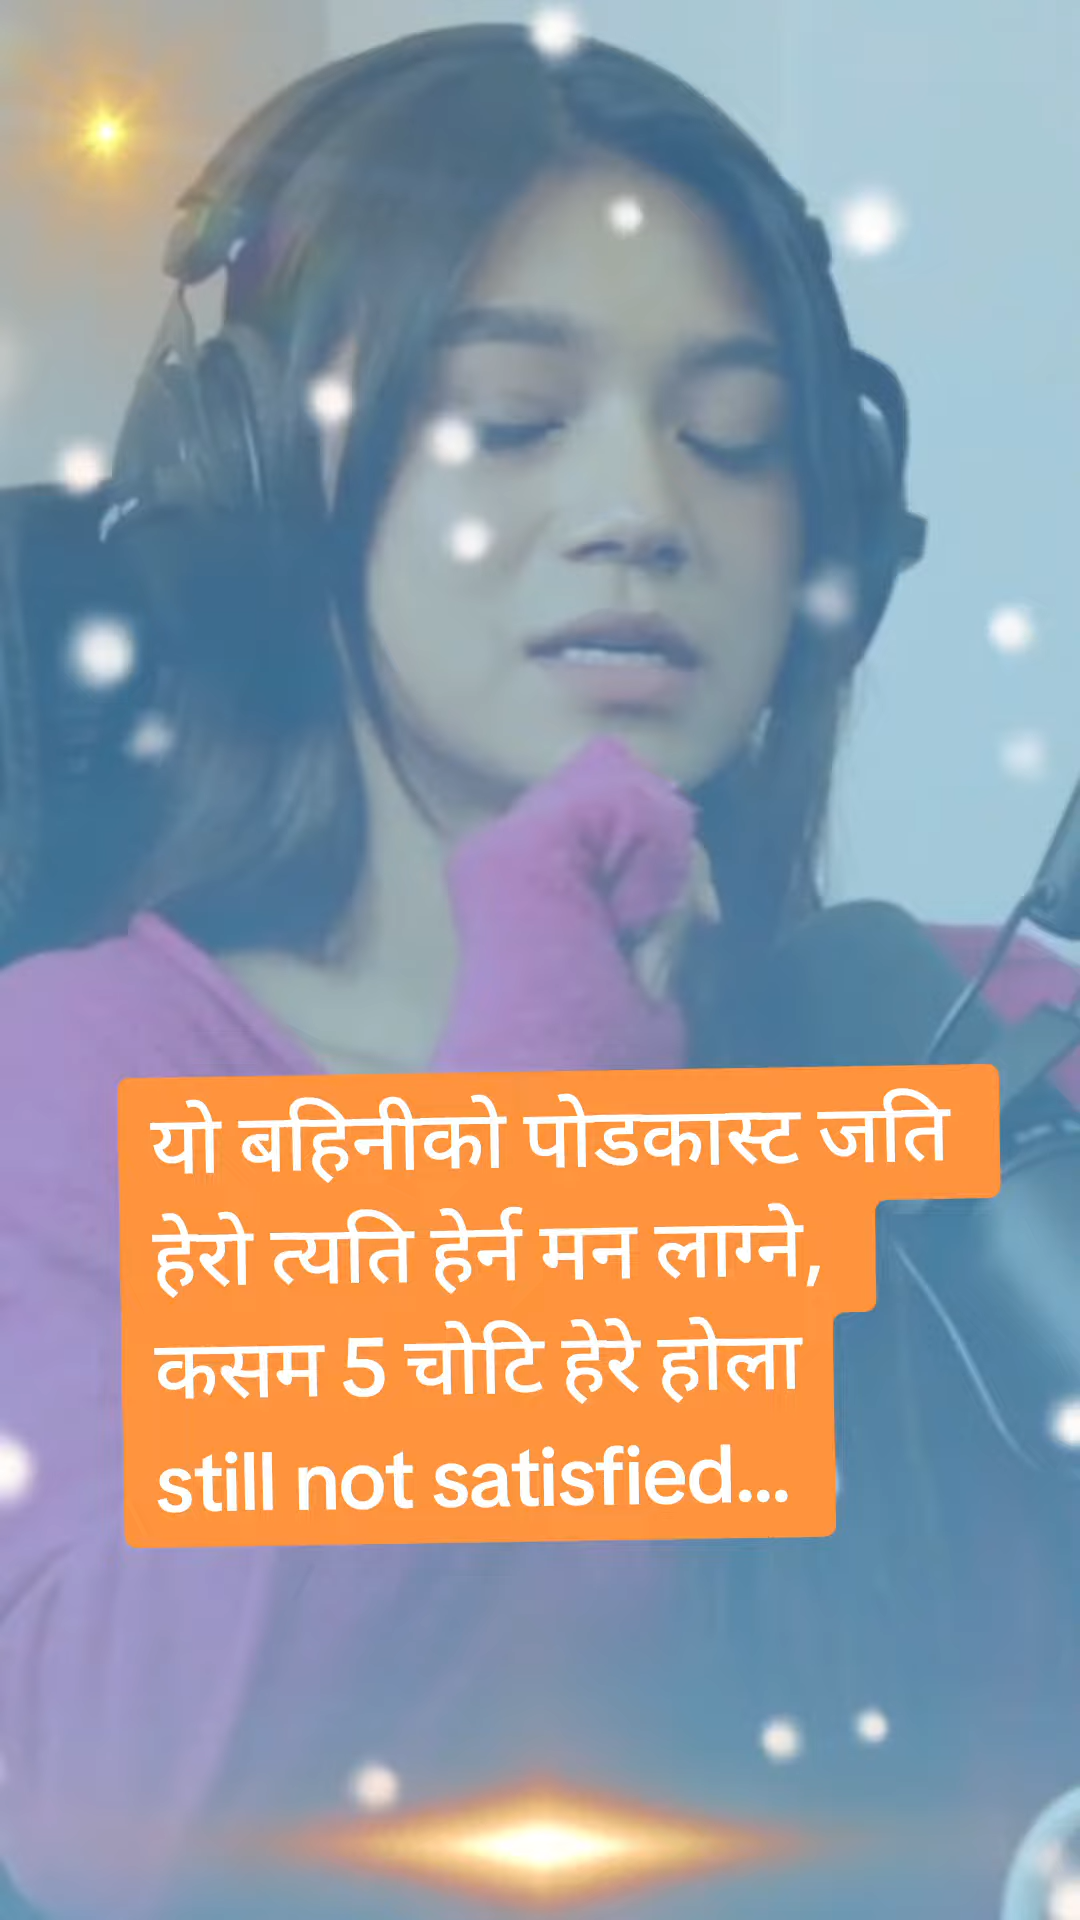 यो बहिनीको पोडकास्ट जति
हेरो त्यति हेर्न मन लाग्ने,
कसम 5 चोटि हेरे होला
still not satisfied...